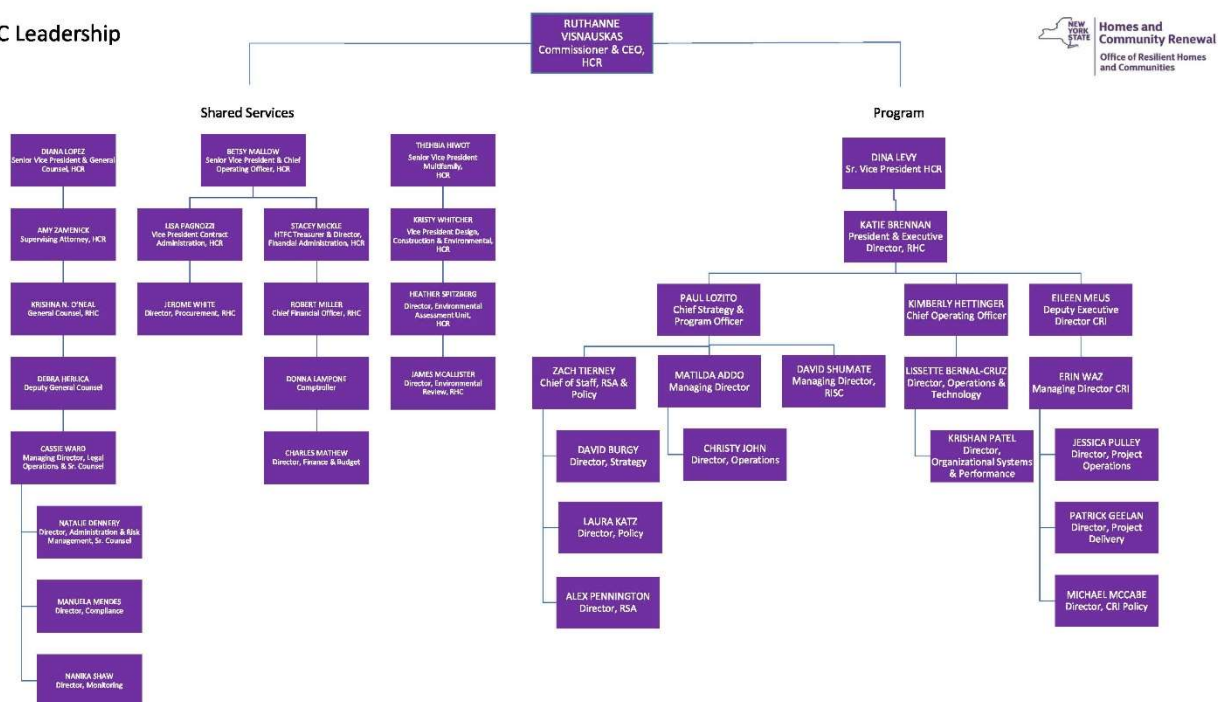 C Leadership
RUTHANNE
VISNAUSKAS
Commissioner & CEO,
HCR
NEW
YORK
STATE
Homes and
Community Renewal
Office of Resilient Homes
and Communities
Shared Services
Program
DIANA LOPEZ
Senior Vice President & General
Counsel, HCR
BETSY MALLOW
Senior Vice President & Chief
Operating Officer, HCR
THEHBIA HIWOT
Senior Vice President
Multifamily,
HCR
DINA LEVY
Sr. Vice President HCR
AMY ZAMENICK
Supervising Attorney, HCR
LISA PAGNOZZI
Vice President Contract
Administration, HCR
STACEY MICKLE
HTFC Treasurer & Director,
Financial Administration, HCR
KRISTY WHITCHER
Vice President Design,
Construction & Environmental,
HCR
KATIE BRENNAN
President & Executive
Director, RHC
KRISHNA N. O'NEAL
General Counsel, RHC
JEROME WHITE
Director, Procurement, RHC
ROBERT MILLER
Chief Financial Officer, RHC
HEATHER SPITZBERG
Director, Environmental
Assessment Unit,
HCR
PAUL LOZITO
Chief Strategy &
Program Officer
KIMBERLY HETTINGER
Chief Operating Officer
EILEEN MEUS
Deputy Executive
Director CRI
DEBRA HERLICA
Deputy General Counsel
DONNA LAMPONE
Comptroller
JAMES MCALLISTER
Director, Environmental
Review, RHC
ZACH TIERNEY
Chief of Staff, RSA &
Policy
MATILDA ADDO
Managing Director
DAVID SHUMATE
Managing Director,
RISC
LISSETTE BERNAL-CRUZ
Director, Operations &
Technology
ERIN WAZ
Managing Director CRI
CASSIE WARD
Managing Director, Legal
Operations & Sr. Counsel
CHARLES MATHEW
Director, Finance & Budget
DAVID BURGY
Director, Strategy
CHRISTY JOHN
Director, Operations
KRISHAN PATEL
Director,
Organizational Systems
& Performance
JESSICA PULLEY
Director, Project
Operations
NATALIE DENNERY
Director, Administration & Risk
Management, Sr. Counsel
LAURA KATZ
Director, Policy
PATRICK GEELAN
Director, Project
Delivery
MANUELA MENDES
Director, Compliance
ALEX PENNINGTON
Director, RSA
MICHAEL MCCABE
Director, CRI Policy
NANIKA SHAW
Director, Monitoring